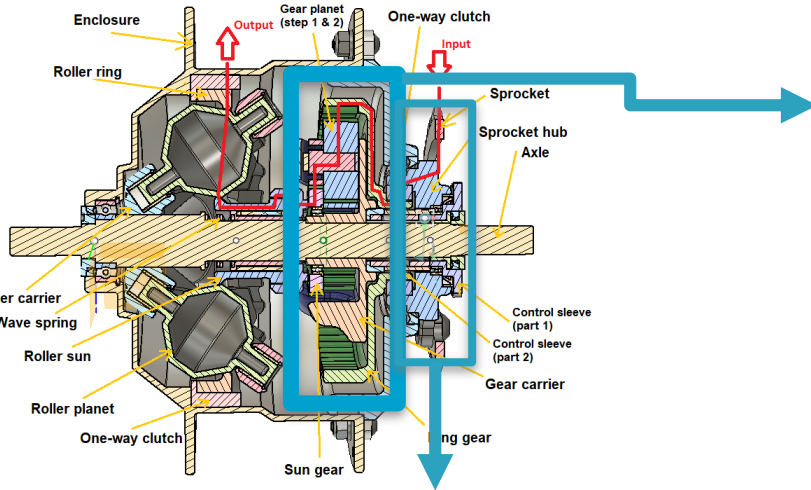 Enclosure
Output
Gear planet
(step 1 & 2)
One-way clutch
Input
Roller ring
Sprocket
Sprocket hub
Axle
er carrier
Wave spring
Roller sun
Roller planet
One-way clutch
Sun gear
ng gear
Gear carrier
Control sleeve
(part 2)
Control sleeve
(part 1)